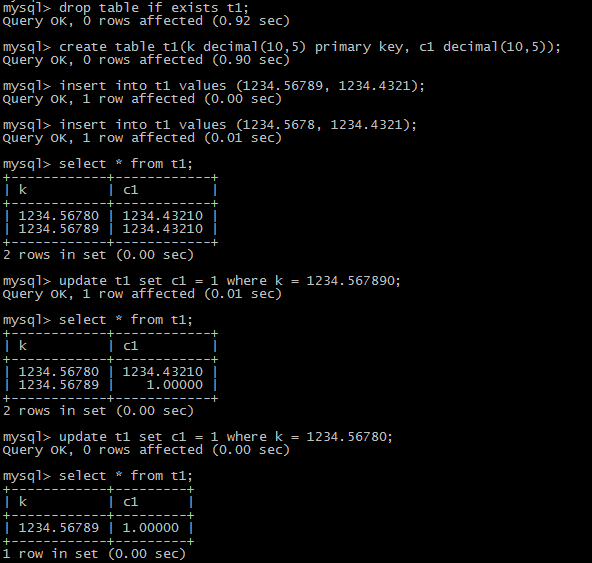 mysql> drop table if exists t1;
Query OK, 0 rows affected (0.92 sec)
mysql> create table t1(k decimal(10,5) primary key, c1 decimal(10,5));
Query OK, 0 rows affected (0.90 sec)
mysql> insert into t1 values (1234.56789, 1234.4321);
Query OK, 1 row affected (0.00 sec)
mysql> insert into t1 values (1234.5678, 1234.4321);
Query OK, 1 row affected (0.01 sec)
mysql> select * from t1;
+------------+------------+
| k          | c1         |
+------------+------------+
| 1234.56780 | 1234.43210 |
| 1234.56789 | 1234.43210 |
+------------+------------+
2 rows in set (0.00 sec)
mysql> update t1 set c1 = 1 where k = 1234.567890;
Query OK, 1 row affected (0.01 sec)
mysql> select * from t1;
+------------+------------+
| k          | c1         |
+------------+------------+
| 1234.56780 | 1234.43210 |
| 1234.56789 |    1.00000 |
+------------+------------+
2 rows in set (0.00 sec)
mysql> update t1 set c1 = 1 where k = 1234.56780;
Query OK, 0 rows affected (0.00 sec)
mysql> select * from t1;
+------------+---------+
| k          | c1      |
+------------+---------+
| 1234.56789 | 1.00000 |
+------------+---------+
1 row in set (0.00 sec)